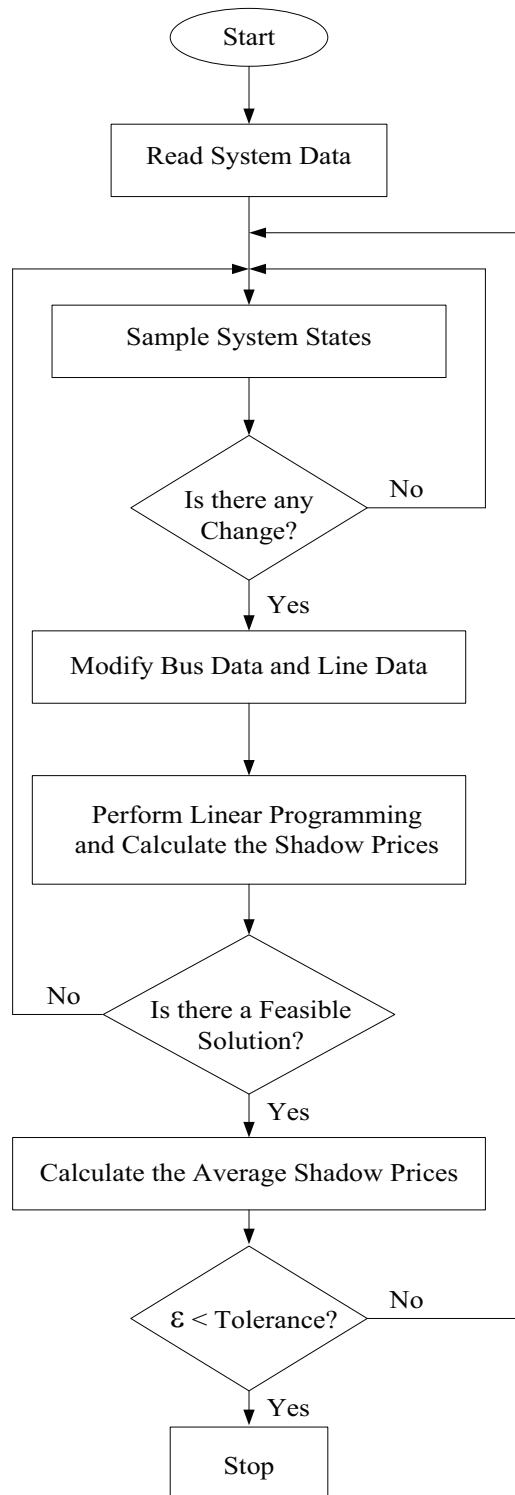 Start
Read System Data
Sample System States
Is there any
Change?
No
Yes
Modify Bus Data and Line Data
Perform Linear Programming
and Calculate the Shadow Prices
No
Is there a Feasible
Solution?
Yes
Calculate the Average Shadow Prices
ε < Tolerance?
No
Yes
Stop